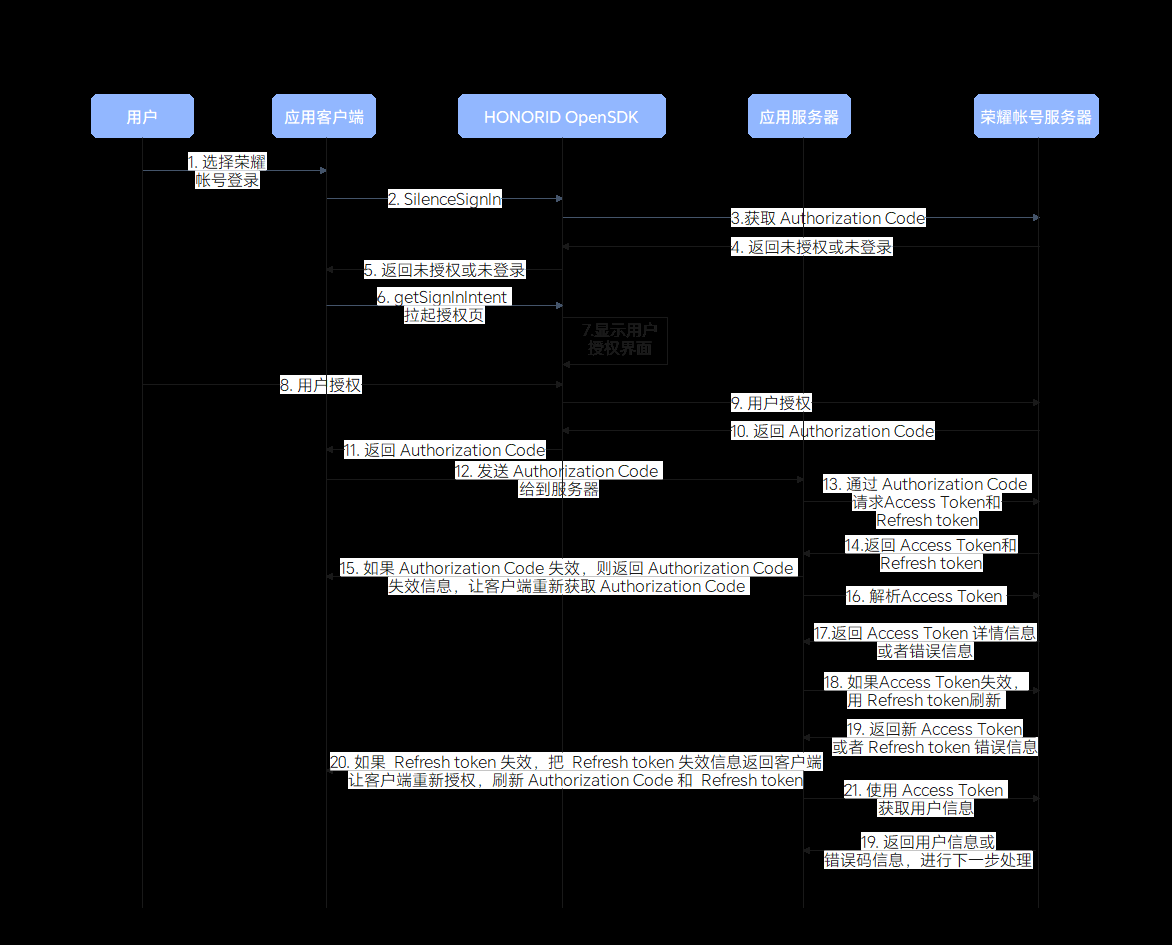 用户
应用客户端
HONORID OpenSDK
应用服务器
荣耀帐号服务器
1. 选择荣耀
帐号登录
2. SilenceSignIn
3.获取 Authorization Code
4. 返回未授权或未登录
5. 返回未授权或未登录
6. getSignInIntent
拉起授权页
7.显示用户
授权界面
8. 用户授权
9. 用户授权
10. 返回 Authorization Code
11. 返回 Authorization Code
12. 发送 Authorization Code
给到服务器
13. 通过 Authorization Code
请求Access Token和
Refresh token
14.返回 Access Token和
Refresh token
15. 如果 Authorization Code 失效，则返回 Authorization Code
失效信息，让客户端重新获取 Authorization Code
16. 解析Access Token
17.返回 Access Token 详情信息
或者错误信息
18. 如果Access Token失效，
用 Refresh token刷新
19. 返回新 Access Token
或者 Refresh token 错误信息
20. 如果 Refresh token 失效，把 Refresh token 失效信息返回客户端
让客户端重新授权，刷新 Authorization Code 和 Refresh token
21. 使用 Access Token
获取用户信息
19. 返回用户信息或
错误码信息，进行下一步处理